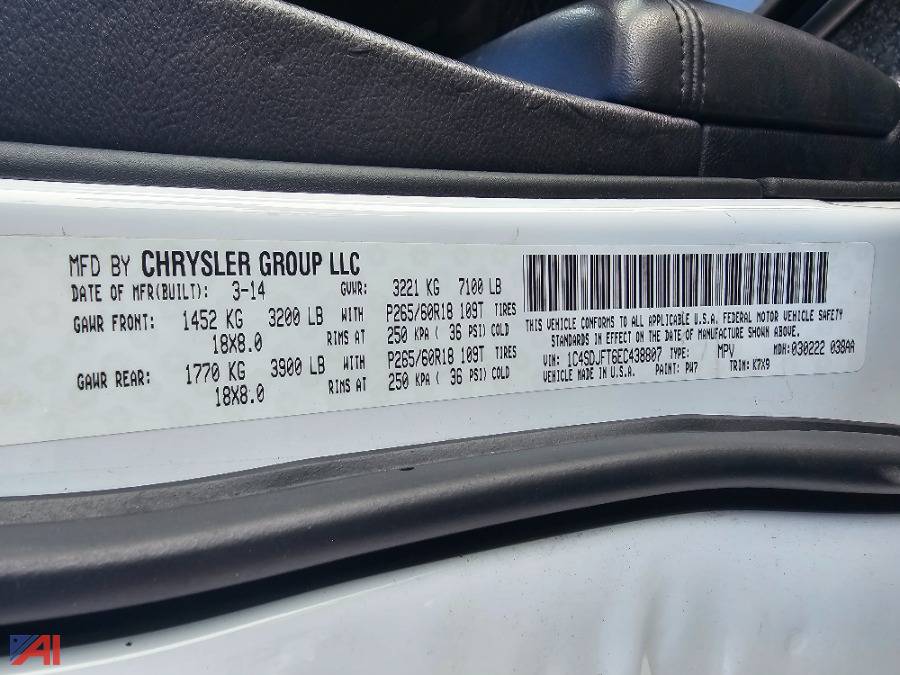 MFD BY CHRYSLER GROUP LLC
DATE OF MFR(BUILT): 3-14 GVWR: 3221 KG 7100 LB
GAWR FRONT: 1452 KG 3200 LB WITH P265/60R18 109T TIRES
18X8.0 RIMS AT 250 KPA ( 36 PSI) COLD
GAWR REAR: 1770 KG 3900 LB WITH P265/60R18 109T TIRES
18X8.0 RIMS AT 250 KPA ( 36 PSI) COLD
THIS VEHICLE CONFORMS TO ALL APPLICABLE U.S.A. FEDERAL MOTOR VEHICLE SAFETY
STANDARDS IN EFFECT ON THE DATE OF MANUFACTURE SHOWN ABOVE.
VIN: 1C4SDJFT6EC438807 TYPE: MPV MDH: 030222 038AA
VEHICLE MADE IN U.S.A. PAINT: PW7 TRIM: K7X9
AI